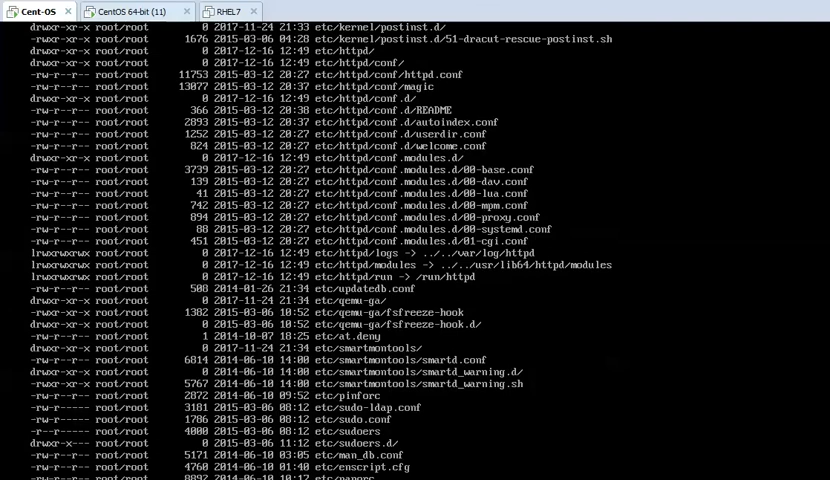 Cent-OS × CentOS 64-bit (11) × RHEL7 ×
drwxr-xr-x root/root 0 2017-11-24 21:33 etc/kernel/postinst.d/
-rwxr-xr-x root/root 1676 2015-03-06 04:28 etc/kernel/postinst.d/51-dracut-rescue-postinst.sh
drwxr-xr-x root/root 0 2017-12-16 12:49 etc/httpd/
drwxr-xr-x root/root 0 2017-12-16 12:49 etc/httpd/conf/
-rw-r--r-- root/root 11753 2015-03-12 20:27 etc/httpd/conf/httpd.conf
-rw-r--r-- root/root 13077 2015-03-12 20:37 etc/httpd/conf/magic
drwxr-xr-x root/root 0 2017-12-16 12:49 etc/httpd/conf.d/
-rw-r--r-- root/root 366 2015-03-12 20:38 etc/httpd/conf.d/README
-rw-r--r-- root/root 2893 2015-03-12 20:37 etc/httpd/conf.d/autoindex.conf
-rw-r--r-- root/root 1252 2015-03-12 20:27 etc/httpd/conf.d/userdir.conf
-rw-r--r-- root/root 824 2015-03-12 20:27 etc/httpd/conf.d/welcome.conf
drwxr-xr-x root/root 0 2017-12-16 12:49 etc/httpd/conf.modules.d/
-rw-r--r-- root/root 3739 2015-03-12 20:27 etc/httpd/conf.modules.d/00-base.conf
-rw-r--r-- root/root 139 2015-03-12 20:27 etc/httpd/conf.modules.d/00-dav.conf
-rw-r--r-- root/root 41 2015-03-12 20:27 etc/httpd/conf.modules.d/00-lua.conf
-rw-r--r-- root/root 742 2015-03-12 20:27 etc/httpd/conf.modules.d/00-mpm.conf
-rw-r--r-- root/root 894 2015-03-12 20:27 etc/httpd/conf.modules.d/00-proxy.conf
-rw-r--r-- root/root 88 2015-03-12 20:27 etc/httpd/conf.modules.d/00-systemd.conf
-rw-r--r-- root/root 451 2015-03-12 20:27 etc/httpd/conf.modules.d/01-cgi.conf
lrwxrwxrwx root/root 0 2017-12-16 12:49 etc/httpd/logs -> ../../var/log/httpd
lrwxrwxrwx root/root 0 2017-12-16 12:49 etc/httpd/modules -> ../../usr/lib64/httpd/modules
lrwxrwxrwx root/root 0 2017-12-16 12:49 etc/httpd/run -> /run/httpd
-rw-r--r-- root/root 508 2014-01-26 21:34 etc/updatedb.conf
drwxr-xr-x root/root 0 2017-11-24 21:34 etc/qemu-ga/
-rwxr-xr-x root/root 1382 2015-03-06 10:52 etc/qemu-ga/fsfreeze-hook
drwxr-xr-x root/root 0 2015-03-06 10:52 etc/qemu-ga/fsfreeze-hook.d/
-rw-r--r-- root/root 1 2014-10-07 18:25 etc/at.deny
drwxr-xr-x root/root 0 2017-11-24 21:34 etc/smartmontools/
-rw-r--r-- root/root 6814 2014-06-10 14:00 etc/smartmontools/smartd.conf
drwxr-xr-x root/root 0 2014-06-10 14:00 etc/smartmontools/smartd_warning.d/
-rwxr-xr-x root/root 5767 2014-06-10 14:00 etc/smartmontools/smartd_warning.sh
-rw-r--r-- root/root 2872 2014-06-10 09:52 etc/pinforc
-rw-r----- root/root 3181 2015-03-06 08:12 etc/sudo-ldap.conf
-rw-r----- root/root 1786 2015-03-06 08:12 etc/sudo.conf
-r--r----- root/root 4000 2015-03-06 08:12 etc/sudoers
drwxr-x--- root/root 0 2015-03-06 11:12 etc/sudoers.d/
-rw-r--r-- root/root 5171 2014-06-10 03:05 etc/man_db.conf
-rw-r--r-- root/root 4760 2014-06-10 01:40 etc/enscript.cfg
-rw-r--r-- root/root 8892 2014-06-10 10:17 etc/nanorc